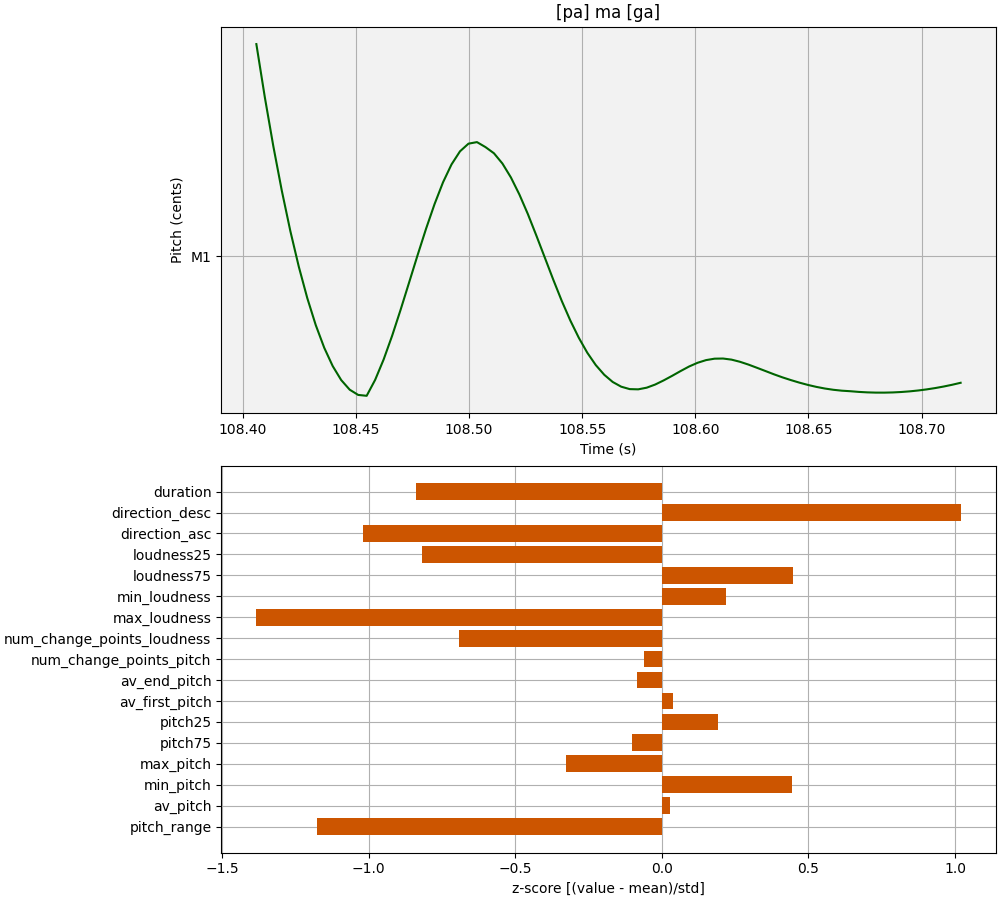 [pa] ma [ga]
Pitch (cents)
M1
108.40 108.45 108.50 108.55 108.60 108.65 108.70
Time (s)
duration
direction_desc
direction_asc
loudness25
loudness75
min_loudness
max_loudness
num_change_points_loudness
num_change_points_pitch
av_end_pitch
av_first_pitch
pitch25
pitch75
max_pitch
min_pitch
av_pitch
pitch_range
−1.5 −1.0 −0.5 0.0 0.5 1.0
z-score [(value - mean)/std]